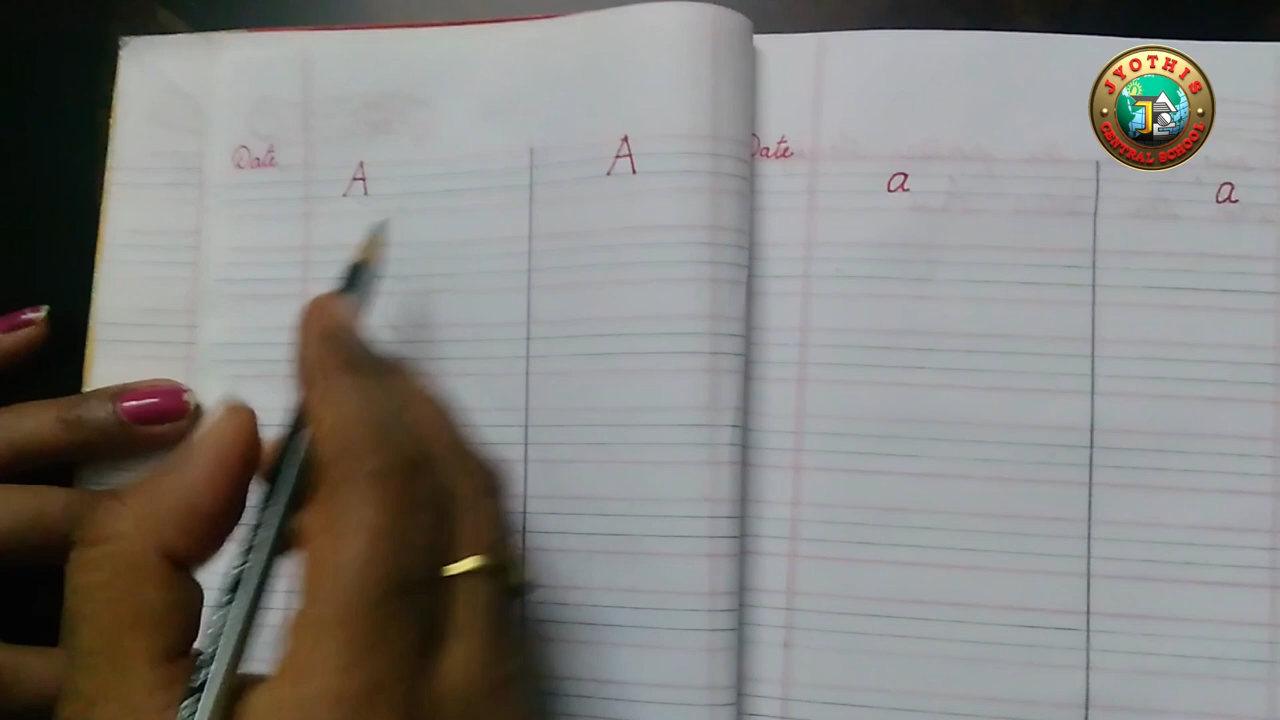 Date
A
A
Date
a
a
JYOTHIS
CENTRAL SCHOOL